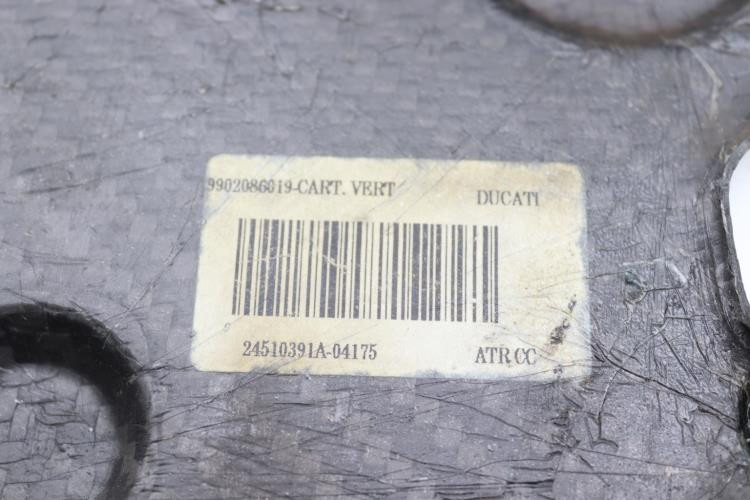 9902086019-CART. VERT DUCATI
24510391A-04175 ATR CC